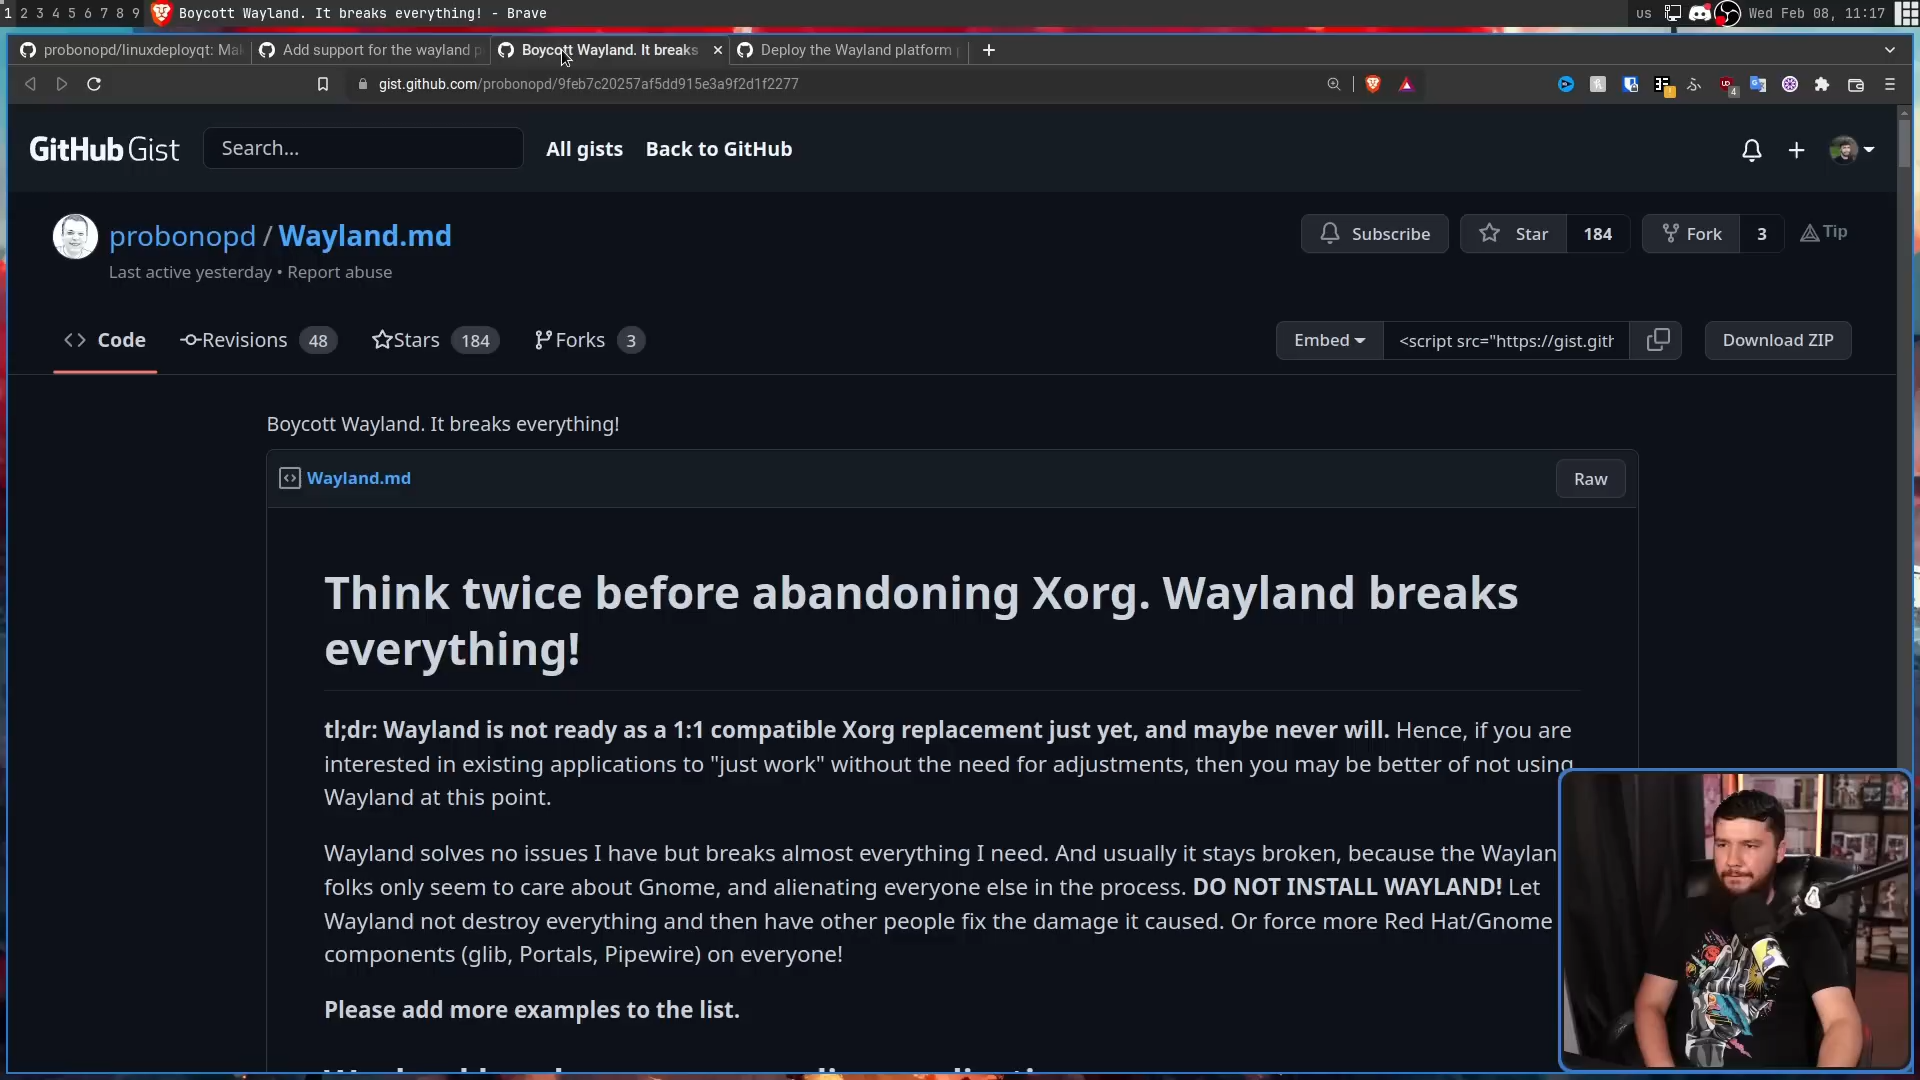 1 2 3 4 5 6 7 8 9 Boycott Wayland. It breaks everything! - Brave
us Wed Feb 08, 11:17
probonopd/linuxdeployqt: Mak
Add support for the wayland p
Boycott Wayland. It breaks
Deploy the Wayland platform p
gist.github.com/probonopd/9feb7c20257af5dd915e3a9f2d1f2277
GitHub Gist
Search...
All gists
Back to GitHub
probonopd / Wayland.md
Last active yesterday • Report abuse
Subscribe
Star 184
Fork 3
Tip
Code
Revisions 48
Stars 184
Forks 3
Embed
<script src="https://gist.gith
Download ZIP
Boycott Wayland. It breaks everything!
Wayland.md
Raw
Think twice before abandoning Xorg. Wayland breaks
everything!
tl;dr: Wayland is not ready as a 1:1 compatible Xorg replacement just yet, and maybe never will. Hence, if you are
interested in existing applications to "just work" without the need for adjustments, then you may be better of not using
Wayland at this point.
Wayland solves no issues I have but breaks almost everything I need. And usually it stays broken, because the Waylan
folks only seem to care about Gnome, and alienating everyone else in the process. DO NOT INSTALL WAYLAND! Let
Wayland not destroy everything and then have other people fix the damage it caused. Or force more Red Hat/Gnome
components (glib, Portals, Pipewire) on everyone!
Please add more examples to the list.